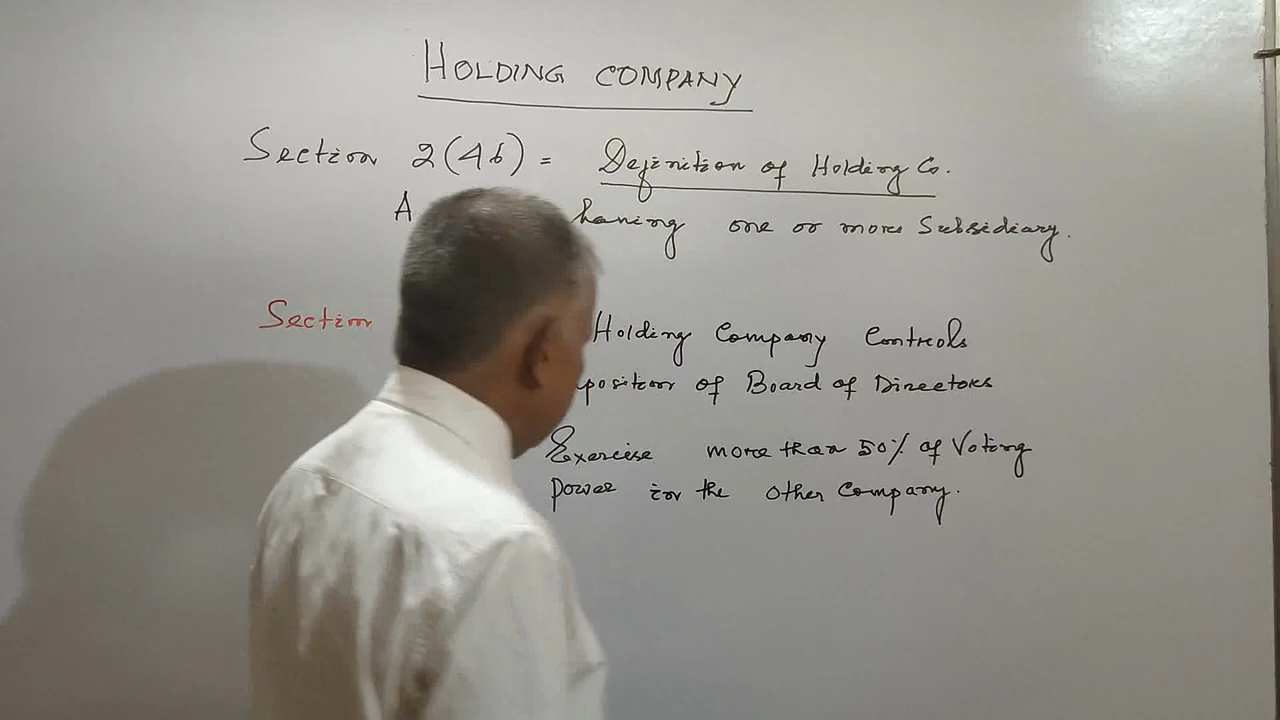 HOLDING COMPANY
Section 2(46) = Definition of Holding Co.
A having one or more Subsidiary.
Section Holding Company Controls
position of Board of Directors
Exercise more than 50% of Voting
power in the other Company.